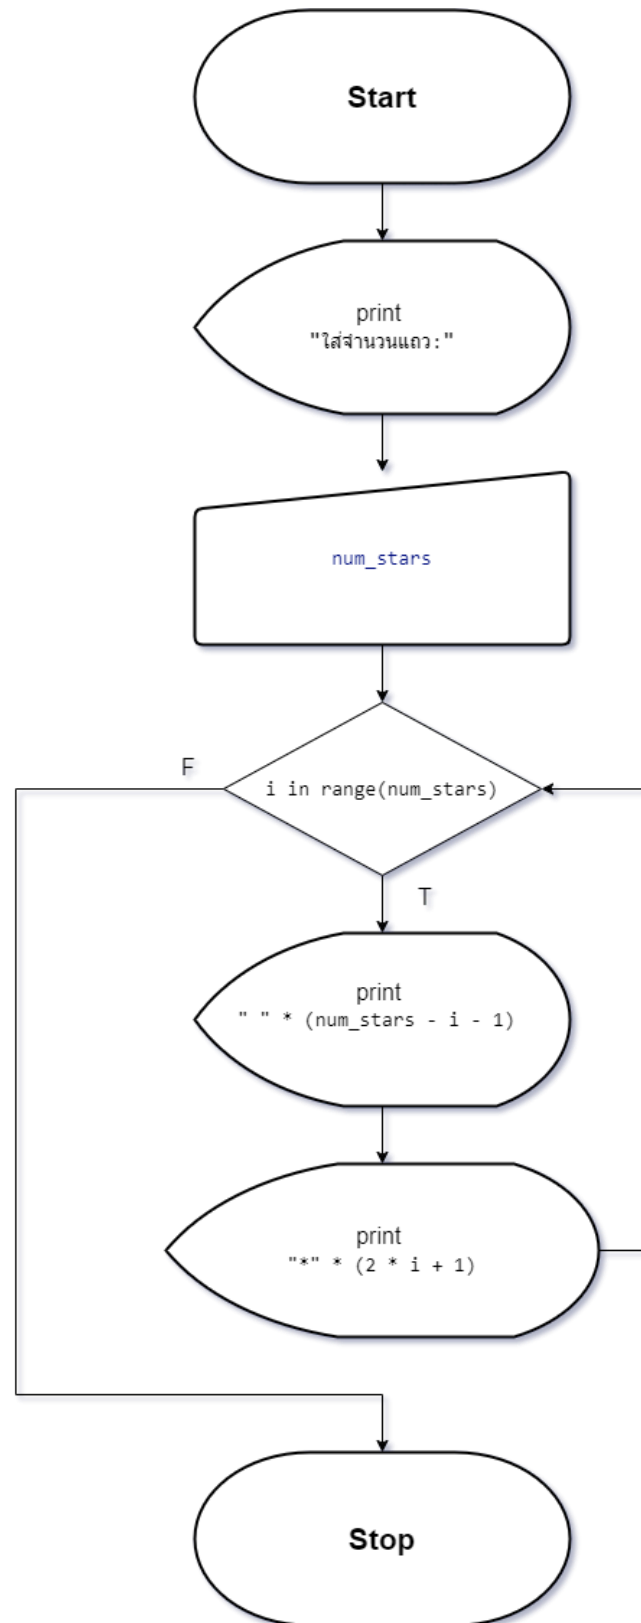 Start
print
"ใส่จำนวนแถว:"
num_stars
F
i in range(num_stars)
T
print
" " * (num_stars - i - 1)
print
"*" * (2 * i + 1)
Stop